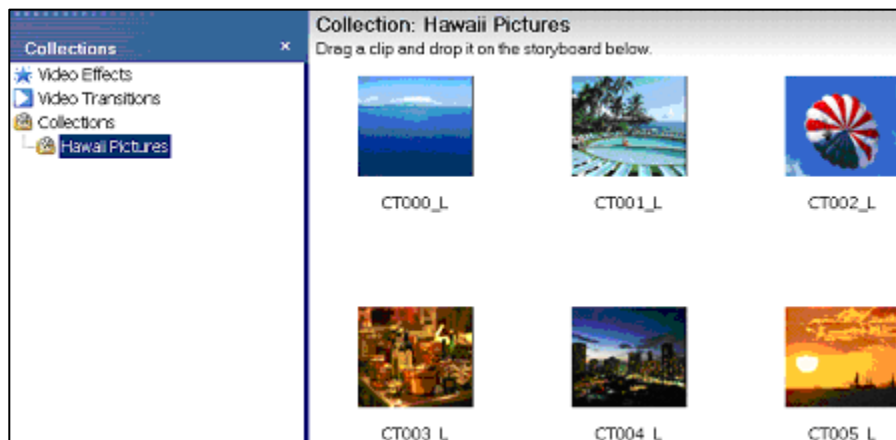 Collections ×
Video Effects
Video Transitions
Collections
Hawaii Pictures
Collection: Hawaii Pictures
Drag a clip and drop it on the storyboard below.
CT000_L
CT001_L
CT002_L
CT003_L
CT004_L
CT005_L